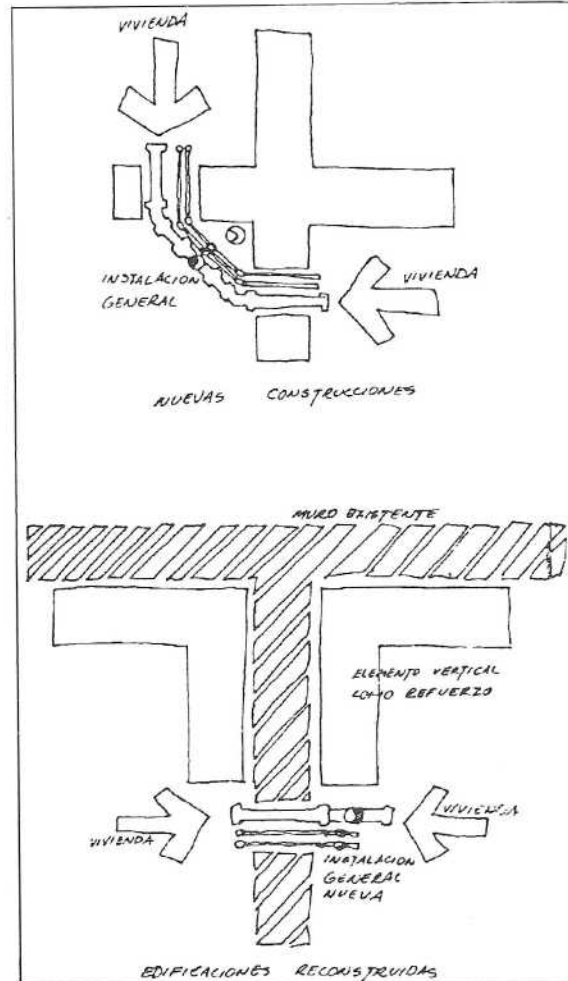 VIVIENDA
INSTALACION
GENERAL
VIVIENDA
NUEVAS CONSTRUCCIONES
MURO EXISTENTE
ELEMENTO VERTICAL
COMO REFUERZO
VIVIENDA
VIVIENDA
INSTALACION
GENERAL
NUEVA
EDIFICACIONES RECONSTRUIDAS